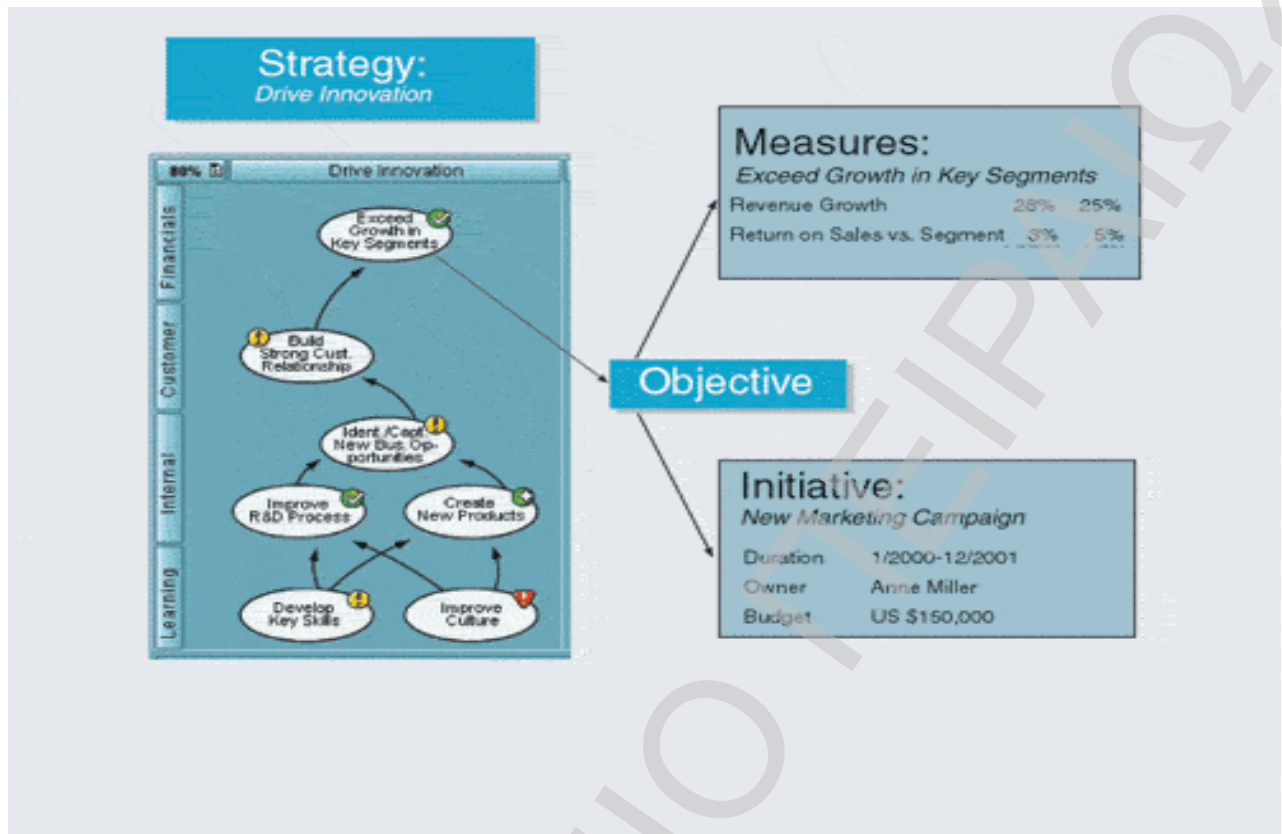 Strategy:
Drive Innovation
80%
Drive Innovation
Financials
Customer
Internal
Learning
Exceed
Growth in
Key Segments
Build
Strong Cust.
Relationship
Ident./Capt.
New Bus. Op-
portunities
Improve
R&D Process
Create
New Products
Develop
Key Skills
Improve
Culture
Objective
Measures:
Exceed Growth in Key Segments
Revenue Growth 25%
Return on Sales vs. Segment 3% 5%
Initiative:
New Marketing Campaign
Duration 1/2000-12/2001
Owner Anne Miller
Budget US $150,000